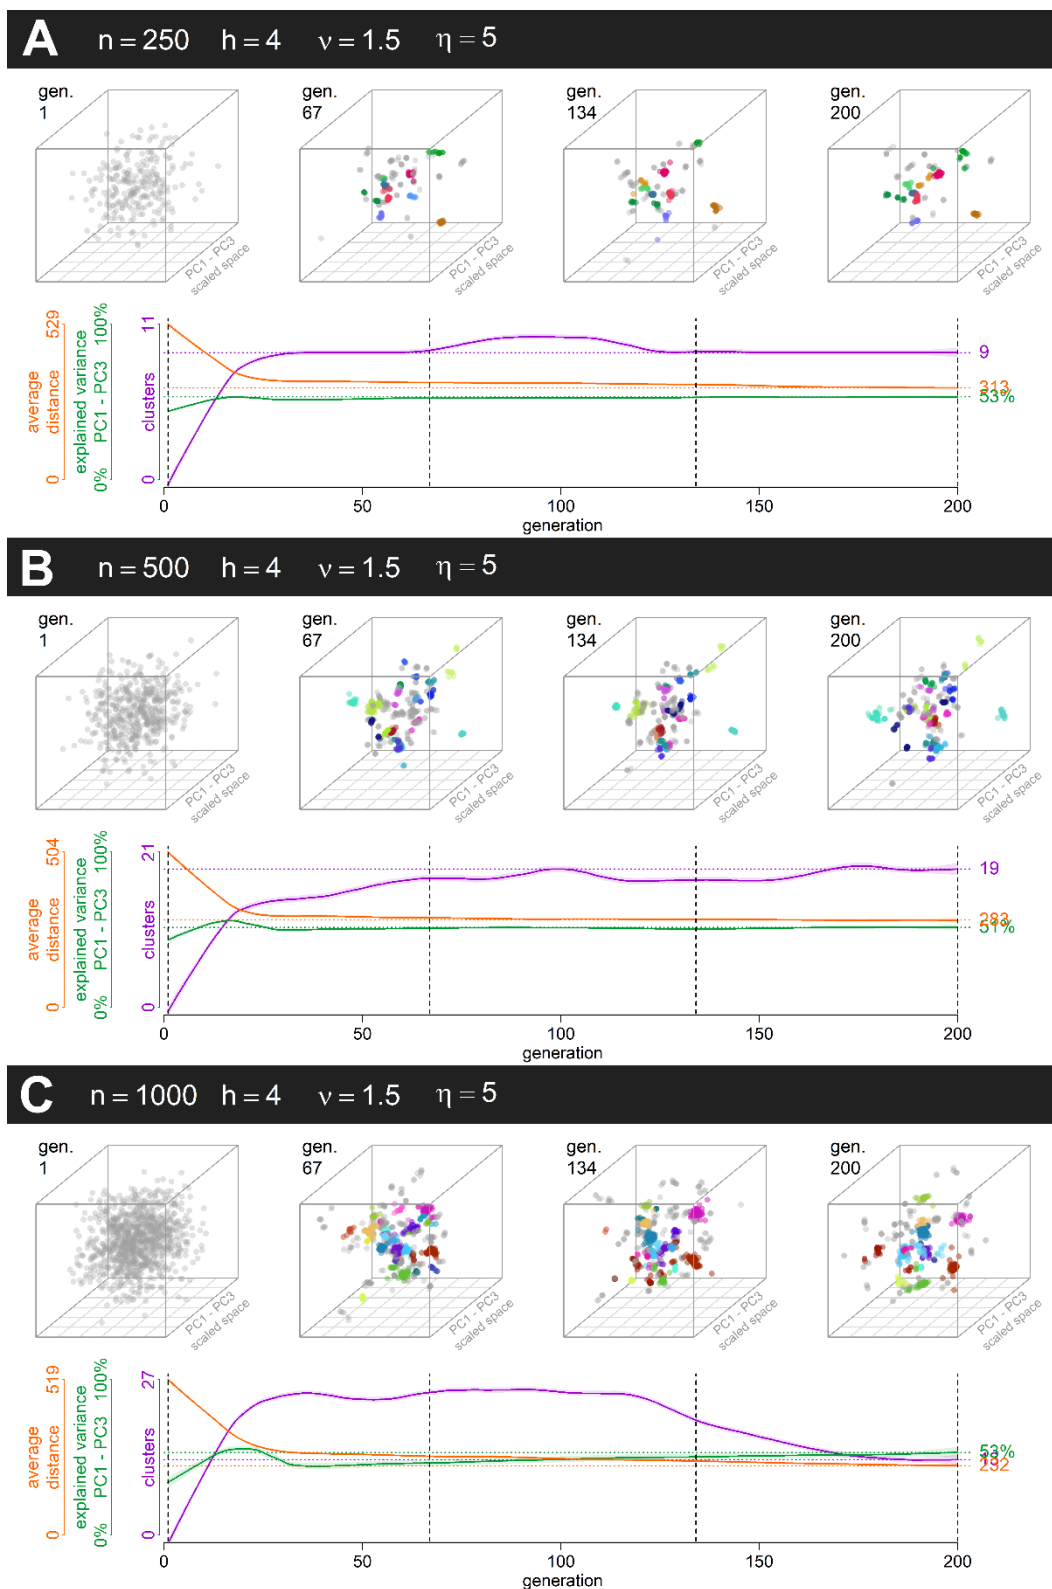 A n = 250 h = 4 ν = 1.5 η = 5
gen.
1
gen.
67
gen.
134
gen.
200
PC1 - PC3
scaled space
PC1 - PC3
scaled space
PC1 - PC3
scaled space
PC1 - PC3
scaled space
average
distance
0 529
explained variance
PC1 - PC3
0% 100%
clusters
0 11
9
313
53%
0 50 100 150 200
generation
B n = 500 h = 4 ν = 1.5 η = 5
gen.
1
gen.
67
gen.
134
gen.
200
PC1 - PC3
scaled space
PC1 - PC3
scaled space
PC1 - PC3
scaled space
PC1 - PC3
scaled space
average
distance
0 504
explained variance
PC1 - PC3
0% 100%
clusters
0 21
19
283
51%
0 50 100 150 200
generation
C n = 1000 h = 4 ν = 1.5 η = 5
gen.
1
gen.
67
gen.
134
gen.
200
PC1 - PC3
scaled space
PC1 - PC3
scaled space
PC1 - PC3
scaled space
PC1 - PC3
scaled space
average
distance
0 519
explained variance
PC1 - PC3
0% 100%
clusters
0 27
53%
232
0 50 100 150 200
generation